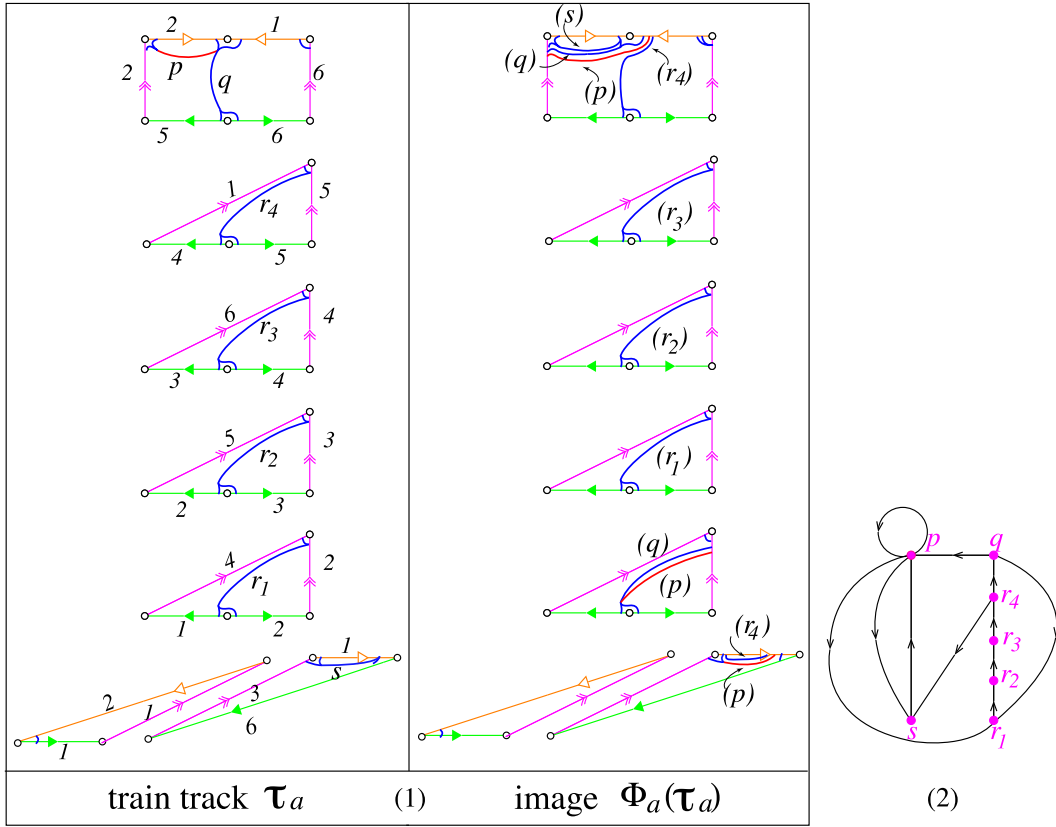 2 1
(s)
p
2
q
6
(q)
(p)
(r4)
5 6
1
r4
5
(r3)
4 5
6
r3
4
(r2)
3 4
5
r2
3
(r1)
2 3
4
r1
2
(q)
(p)
1 2
(r4)
1
s
(p)
2
1
3
6
1
p q
r4
r3
r2
s r1
train track τa (1) image Φa(τa) (2)